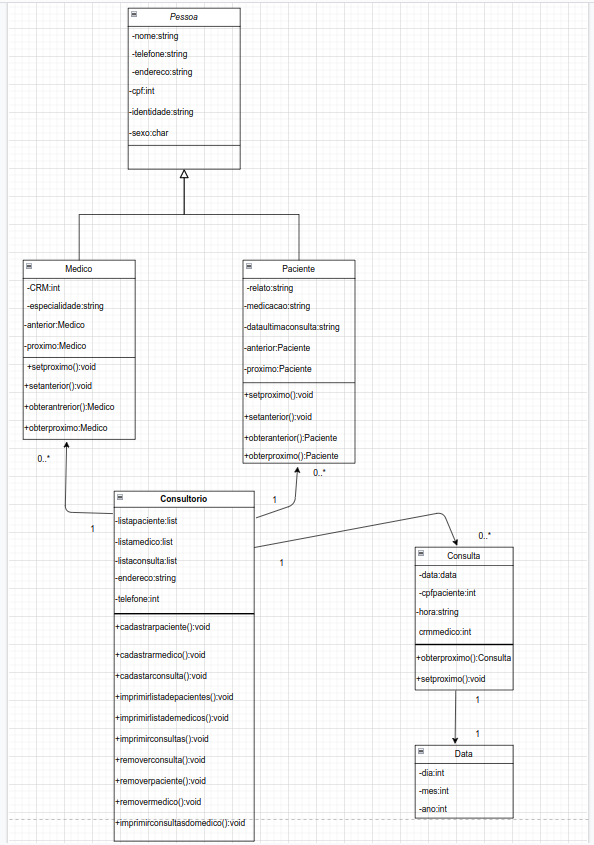 Pessoa
-nome:string
-telefone:string
-endereco:string
-cpf:int
-identidade:string
-sexo:char
Medico
-CRM:int
-especialidade:string
-anterior:Medico
-proximo:Medico
+setproximo():void
+setanterior():void
+obterantrerior():Medico
+obterproximo:Medico
Paciente
-relato:string
-medicacao:string
-dataultimaconsulta:string
-anterior:Paciente
-proximo:Paciente
+setproximo():void
+setanterior():void
+obteranterior():Paciente
+obterproximo():Paciente
0..*
0..*
1
1
1
0..*
Consultorio
-listapaciente:list
-listamedico:list
-listaconsulta:list
-endereco:string
-telefone:int
+cadastrarpaciente():void
+cadastrarmedico():void
+cadastarconsulta():void
+imprimirlistadepacientes():void
+imprimirlistademedicos():void
+imprimirconsultas():void
+removerconsulta():void
+removerpaciente():void
+removermedico():void
+imprimirconsultasdomedico():void
Consulta
-data:data
-cpfpaciente:int
-hora:string
crmmedico:int
+obterproximo():Consulta
+setproximo():void
1
1
Data
-dia:int
-mes:int
-ano:int